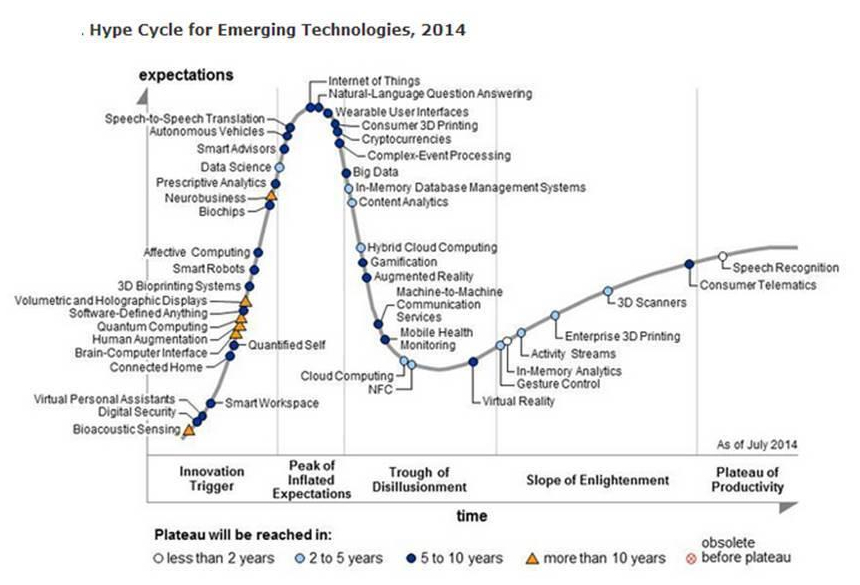 . Hype Cycle for Emerging Technologies, 2014
expectations
Internet of Things
Natural-Language Question Answering
Wearable User Interfaces
Consumer 3D Printing
Cryptocurrencies
Complex-Event Processing
Big Data
In-Memory Database Management Systems
Content Analytics
Hybrid Cloud Computing
Gamification
Augmented Reality
Machine-to-Machine
Communication
Services
Mobile Health
Monitoring
Speech-to-Speech Translation
Autonomous Vehicles
Smart Advisors
Data Science
Prescriptive Analytics
Neurobusiness
Biochips
Affective Computing
Smart Robots
3D Bioprinting Systems
Volumetric and Holographic Displays
Software-Defined Anything
Quantum Computing
Human Augmentation
Brain-Computer Interface
Connected Home
Quantified Self
Virtual Personal Assistants
Digital Security
Bioacoustic Sensing
Smart Workspace
Cloud Computing
NFC
Virtual Reality
Gesture Control
In-Memory Analytics
Activity Streams
Enterprise 3D Printing
3D Scanners
Consumer Telematics
Speech Recognition
As of July 2014
Innovation
Trigger
Peak of
Inflated
Expectations
Trough of
Disillusionment
Slope of Enlightenment
Plateau of
Productivity
time
Plateau will be reached in:
less than 2 years
2 to 5 years
5 to 10 years
more than 10 years
obsolete
before plateau